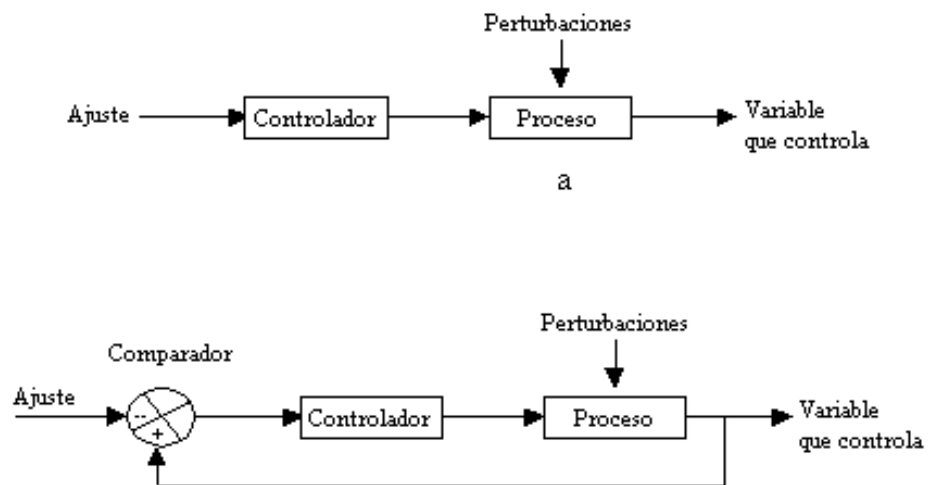 Perturbaciones
Ajuste
Controlador
Proceso
Variable
que controla
a
Perturbaciones
Comparador
Ajuste
--
+
Controlador
Proceso
Variable
que controla